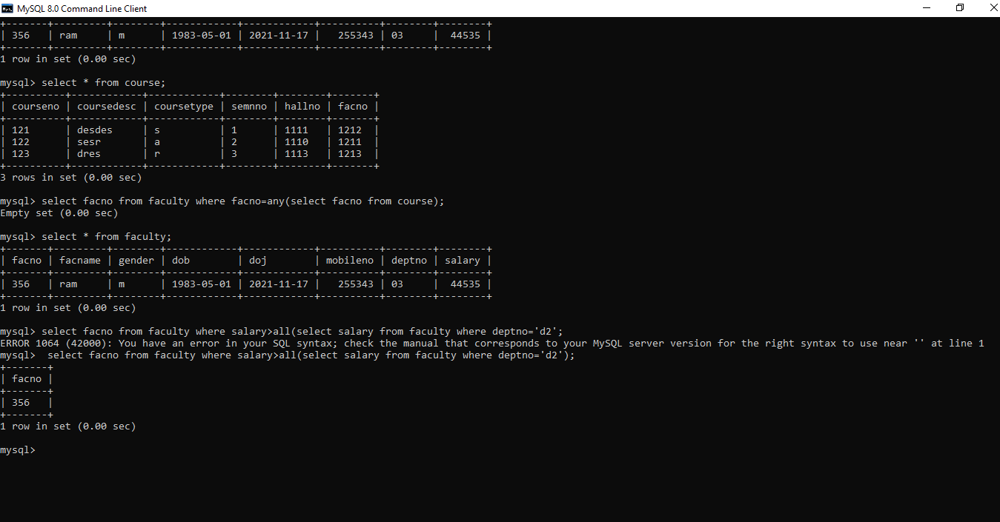 MySQL 8.0 Command Line Client
+-------+---------+--------+------------+------------+----------+--------+--------+
| 356   | ram     | m      | 1983-05-01 | 2021-11-17 |   255343 | 03     |  44535 |
+-------+---------+--------+------------+------------+----------+--------+--------+
1 row in set (0.00 sec)
mysql> select * from course;
+----------+------------+------------+--------+--------+-------+
| courseno | coursedesc | coursetype | semnno | hallno | facno |
+----------+------------+------------+--------+--------+-------+
| 121      | desdes     | s          | 1      | 1111   | 1212  |
| 122      | sesr       | a          | 2      | 1110   | 1211  |
| 123      | dres       | r          | 3      | 1113   | 1213  |
+----------+------------+------------+--------+--------+-------+
3 rows in set (0.00 sec)
mysql> select facno from faculty where facno=any(select facno from course);
Empty set (0.00 sec)
mysql> select * from faculty;
+-------+---------+--------+------------+------------+----------+--------+--------+
| facno | facname | gender | dob        | doj        | mobileno | deptno | salary |
+-------+---------+--------+------------+------------+----------+--------+--------+
| 356   | ram     | m      | 1983-05-01 | 2021-11-17 |   255343 | 03     |  44535 |
+-------+---------+--------+------------+------------+----------+--------+--------+
1 row in set (0.00 sec)
mysql> select facno from faculty where salary>all(select salary from faculty where deptno='d2';
ERROR 1064 (42000): You have an error in your SQL syntax; check the manual that corresponds to your MySQL server version for the right syntax to use near '' at line 1
mysql>  select facno from faculty where salary>all(select salary from faculty where deptno='d2');
+-------+
| facno |
+-------+
| 356   |
+-------+
1 row in set (0.00 sec)
mysql>